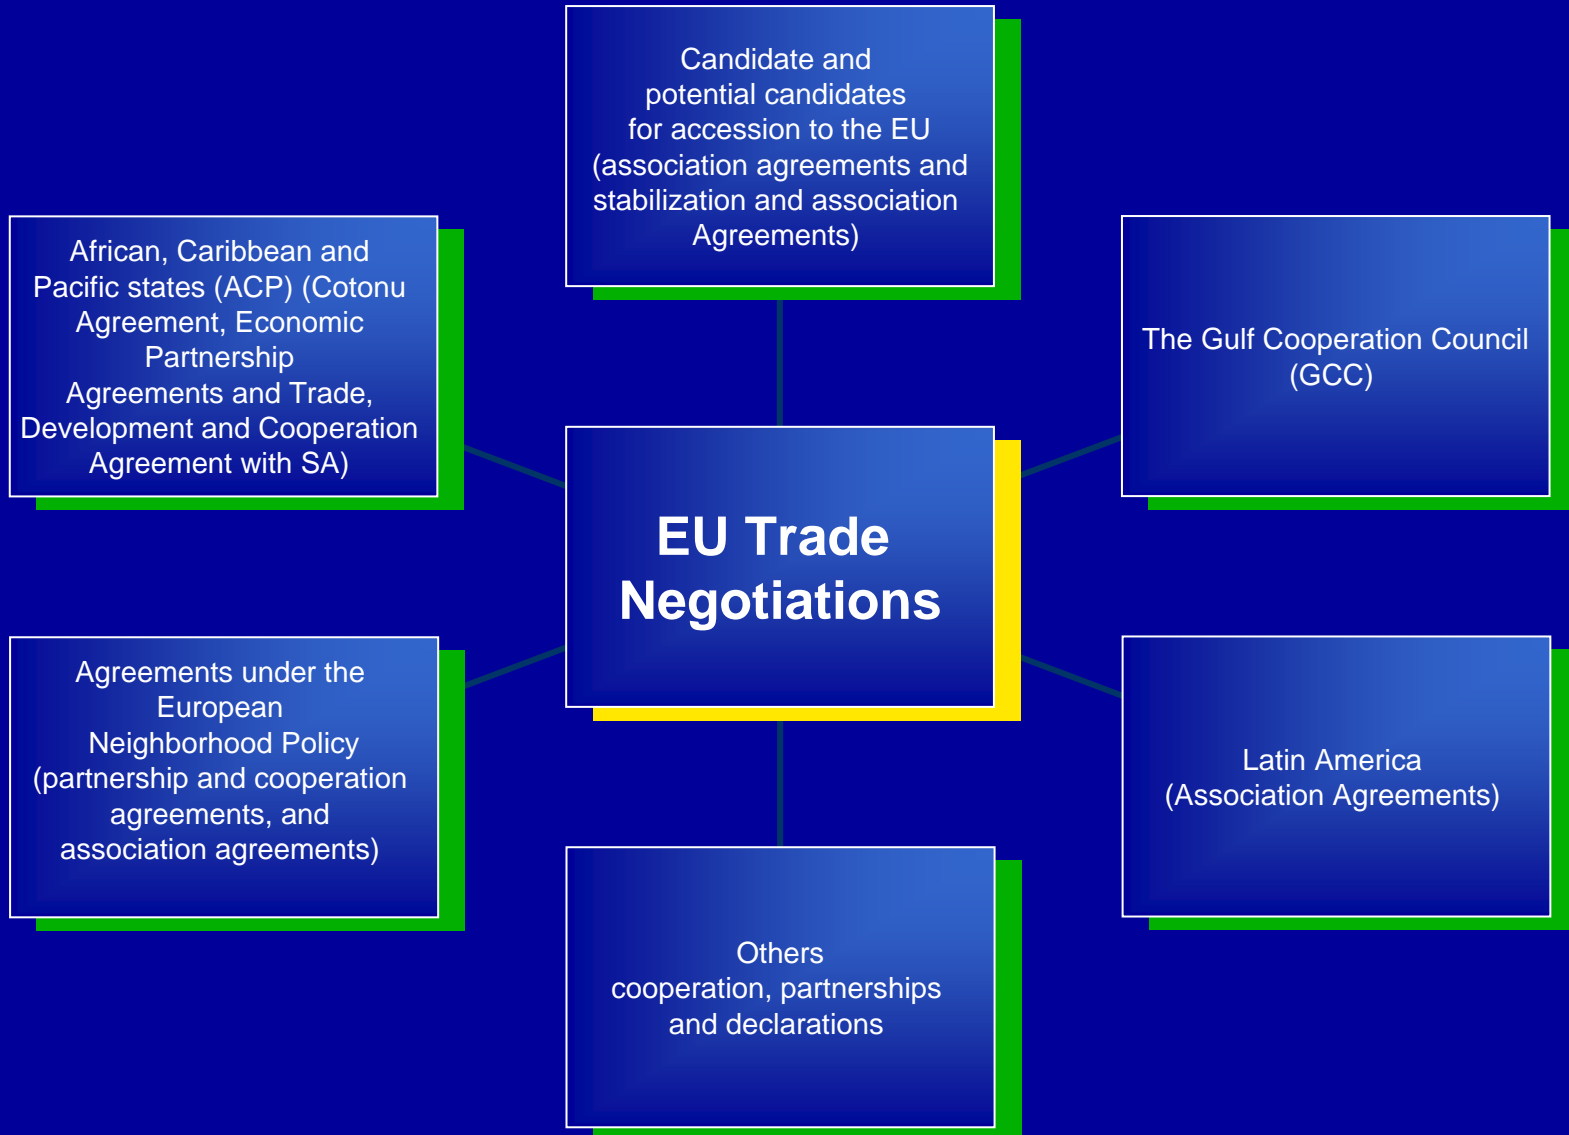 Candidate and
potential candidates
for accession to the EU
(association agreements and
stabilization and association
Agreements)
African, Caribbean and
Pacific states (ACP) (Cotonu
Agreement, Economic
Partnership
Agreements and Trade,
Development and Cooperation
Agreement with SA)
The Gulf Cooperation Council
(GCC)
EU Trade
Negotiations
Agreements under the
European
Neighborhood Policy
(partnership and cooperation
agreements, and
association agreements)
Latin America
(Association Agreements)
Others
cooperation, partnerships
and declarations